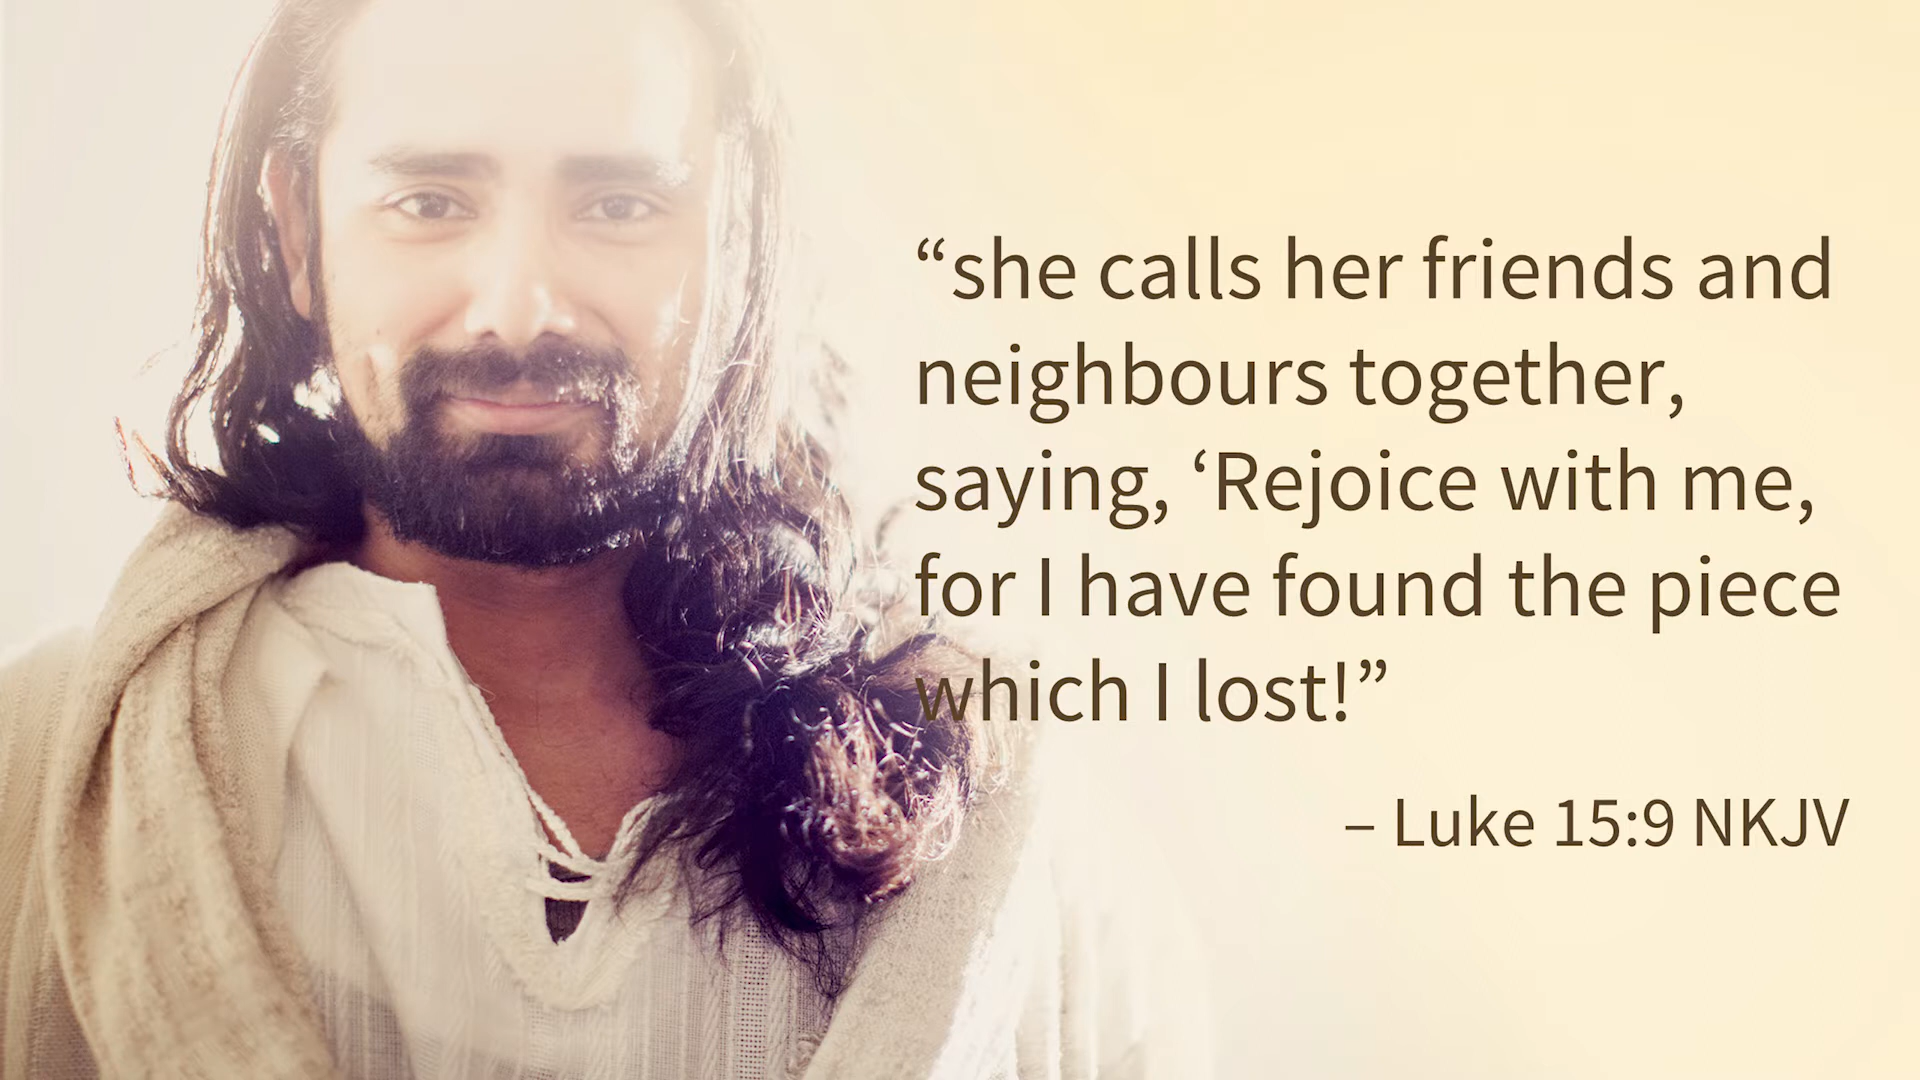 “she calls her friends and
neighbours together,
saying, ‘Rejoice with me,
for I have found the piece
which I lost!”
– Luke 15:9 NKJV